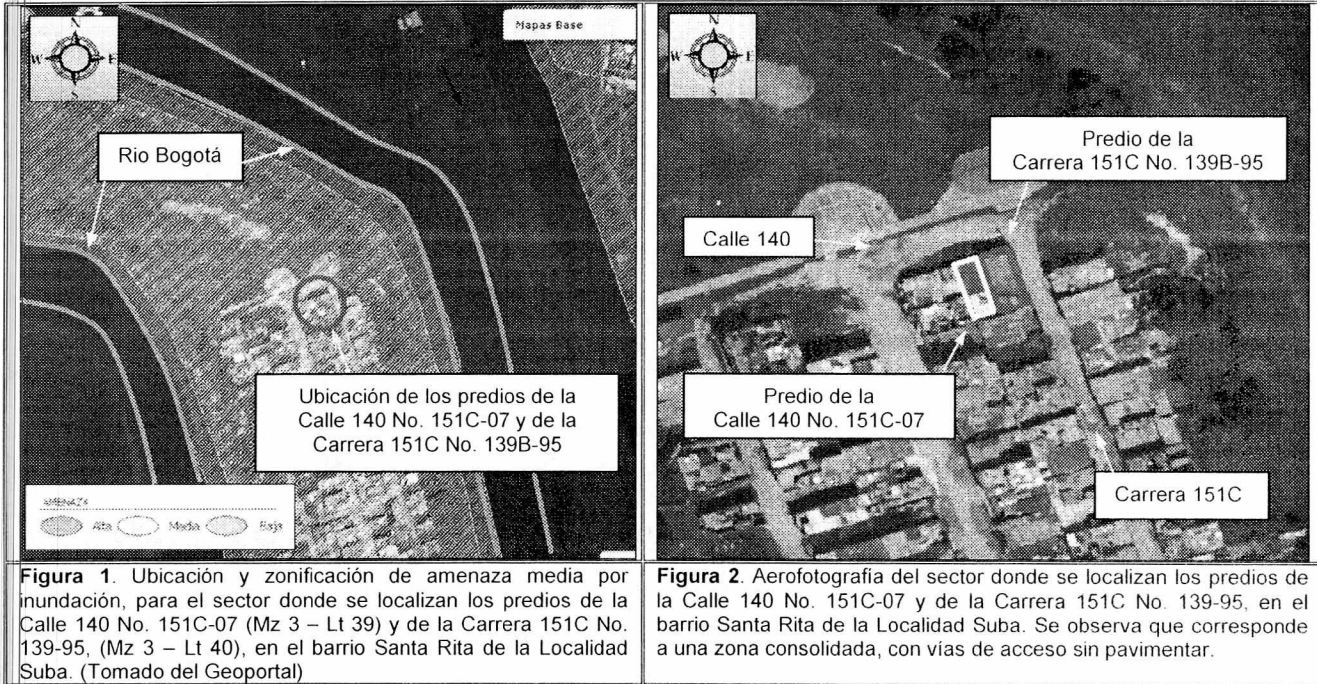 Mapas Base
N
W E
S
Rio Bogotá
Ubicación de los predios de la
Calle 140 No. 151C-07 y de la
Carrera 151C No. 139B-95
AMENAZA
Alta Media Baja
Figura 1. Ubicación y zonificación de amenaza media por
inundación, para el sector donde se localizan los predios de la
Calle 140 No. 151C-07 (Mz 3 – Lt 39) y de la Carrera 151C No.
139-95, (Mz 3 – Lt 40), en el barrio Santa Rita de la Localidad
Suba. (Tomado del Geoportal)
N
W E
S
Predio de la
Carrera 151C No. 139B-95
Calle 140
Predio de la
Calle 140 No. 151C-07
Carrera 151C
Figura 2. Aerofotografía del sector donde se localizan los predios de
la Calle 140 No. 151C-07 y de la Carrera 151C No. 139-95, en el
barrio Santa Rita de la Localidad Suba. Se observa que corresponde
a una zona consolidada, con vías de acceso sin pavimentar.